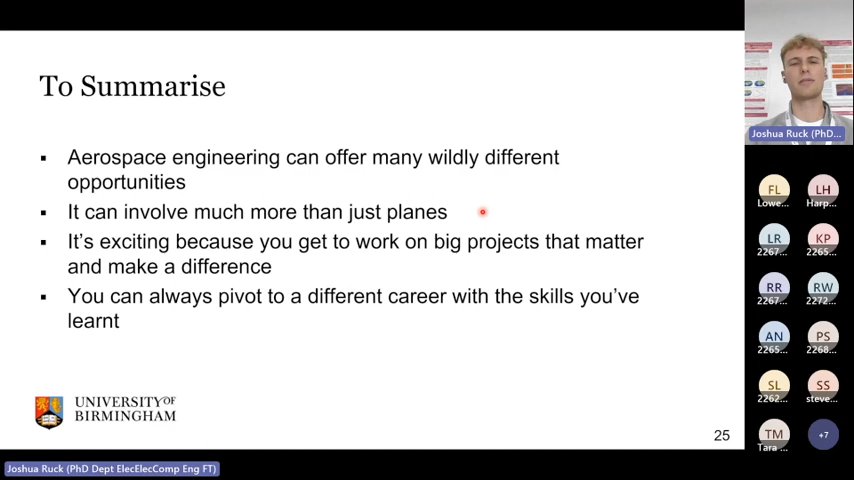 To Summarise
▪ Aerospace engineering can offer many wildly different
opportunities
▪ It can involve much more than just planes
▪ It’s exciting because you get to work on big projects that matter
and make a difference
▪ You can always pivot to a different career with the skills you’ve
learnt
UNIVERSITY OF
BIRMINGHAM
25
Joshua Ruck (PhD Dept ElecElecComp Eng FT)
Joshua Ruck (PhD...
FL LH
Lowe... Harp...
LR KP
2267... 2265...
RR RW
2267... 2272...
AN PS
2265... 2268...
SL SS
2262... steve...
TM +7
Tara ...